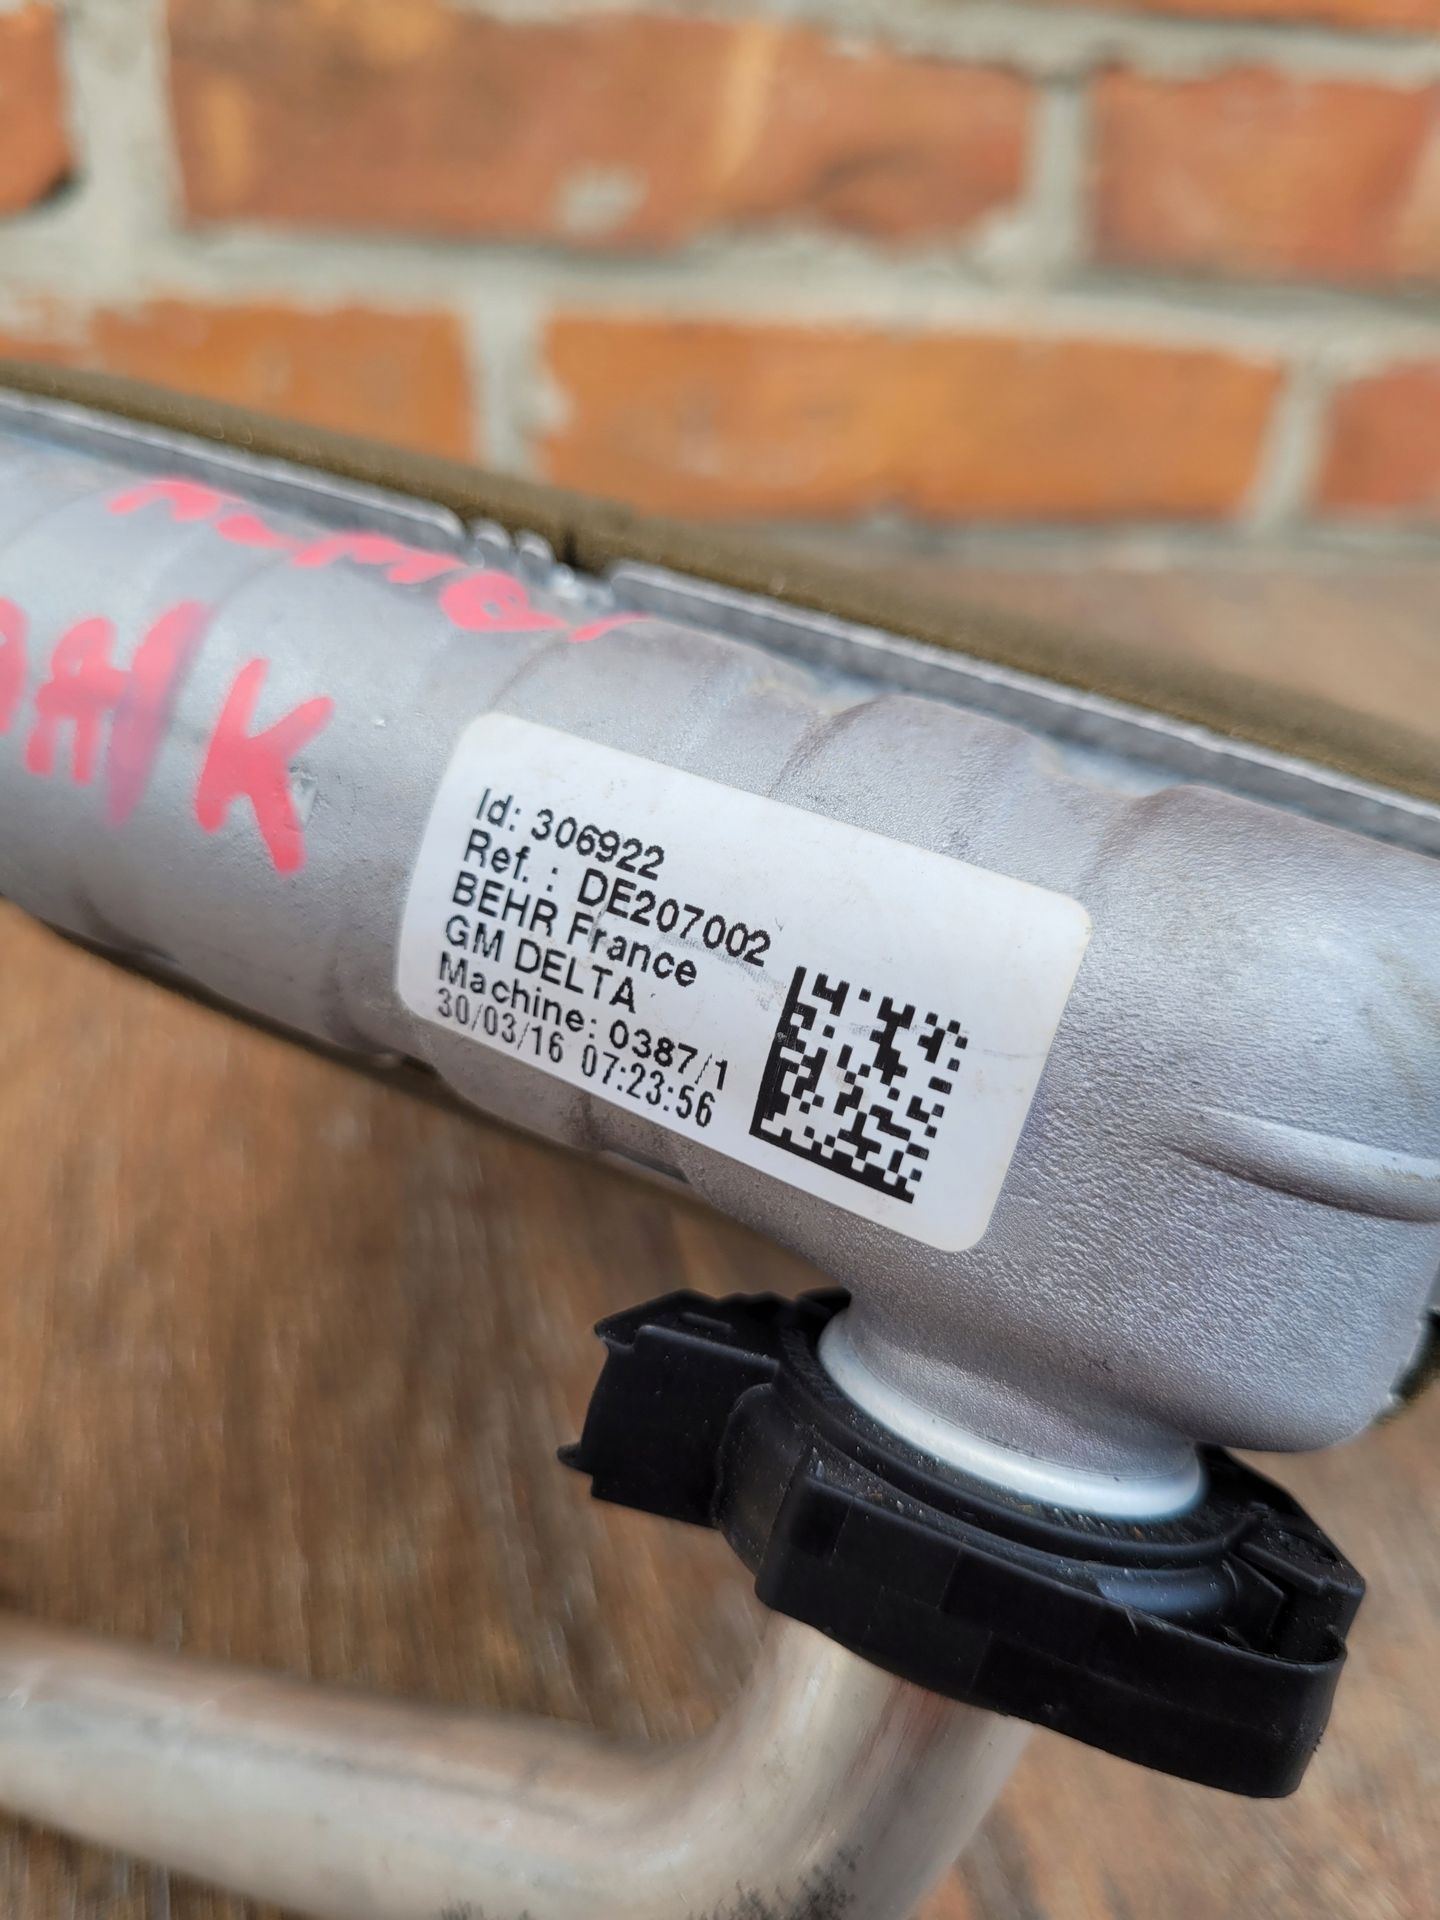 K
Id: 306922
Ref. : DE207002
BEHR France
GM DELTA
Machine: 0387/1
30/03/16 07:23:56